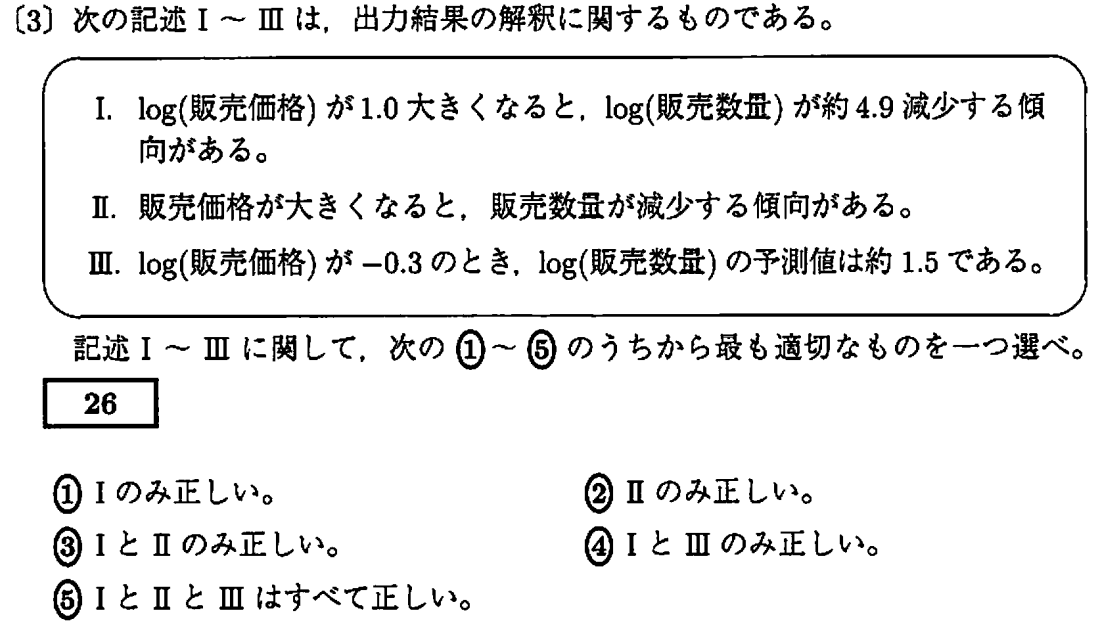 〔3〕次の記述 Ⅰ ～ Ⅲ は，出力結果の解釈に関するものである。
Ⅰ. log(販売価格) が 1.0 大きくなると，log(販売数量) が約 4.9 減少する傾
向がある。
Ⅱ. 販売価格が大きくなると，販売数量が減少する傾向がある。
Ⅲ. log(販売価格) が −0.3 のとき，log(販売数量) の予測値は約 1.5 である。
記述 Ⅰ ～ Ⅲ に関して，次の ① ～ ⑤ のうちから最も適切なものを一つ選べ。
26
① Ⅰ のみ正しい。
② Ⅱ のみ正しい。
③ Ⅰ と Ⅱ のみ正しい。
④ Ⅰ と Ⅲ のみ正しい。
⑤ Ⅰ と Ⅱ と Ⅲ はすべて正しい。